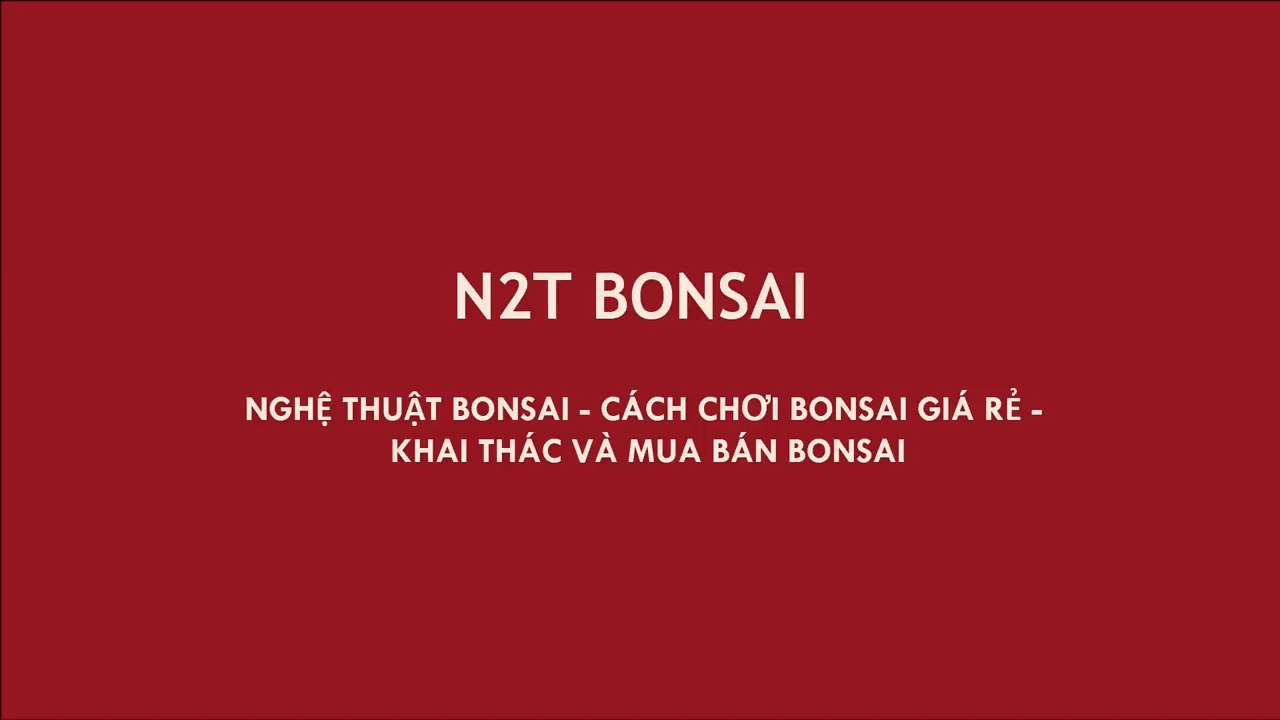 N2T BONSAI
NGHỆ THUẬT BONSAI - CÁCH CHƠI BONSAI GIÁ RẺ -
KHAI THÁC VÀ MUA BÁN BONSAI